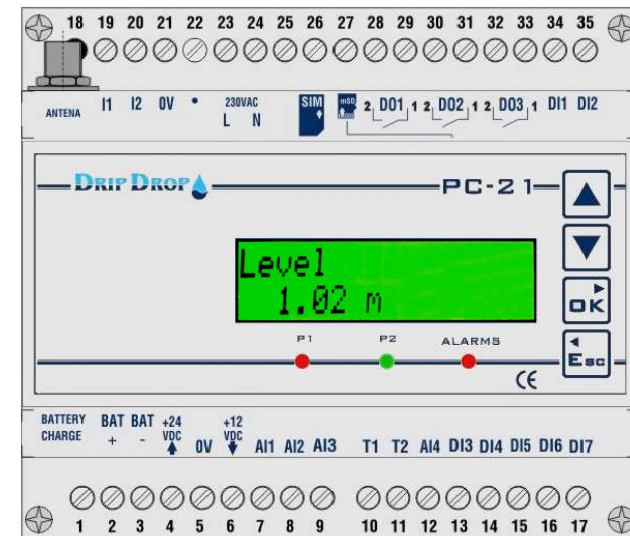 18 19 20 21 22 23 24 25 26 27 28 29 30 31 32 33 34 35
ANTENA I1 I2 0V • 230VAC L N SIM mSD 2 DO1 1 2 DO2 1 2 DO3 1 DI1 DI2
DRIP DROP PC-21
Level
1.02 m
OK
P1 P2 ALARMS
Esc
CE
BATTERY CHARGE BAT + BAT - +24 VDC 0V +12 VDC AI1 AI2 AI3 T1 T2 AI4 DI3 DI4 DI5 DI6 DI7
1 2 3 4 5 6 7 8 9 10 11 12 13 14 15 16 17